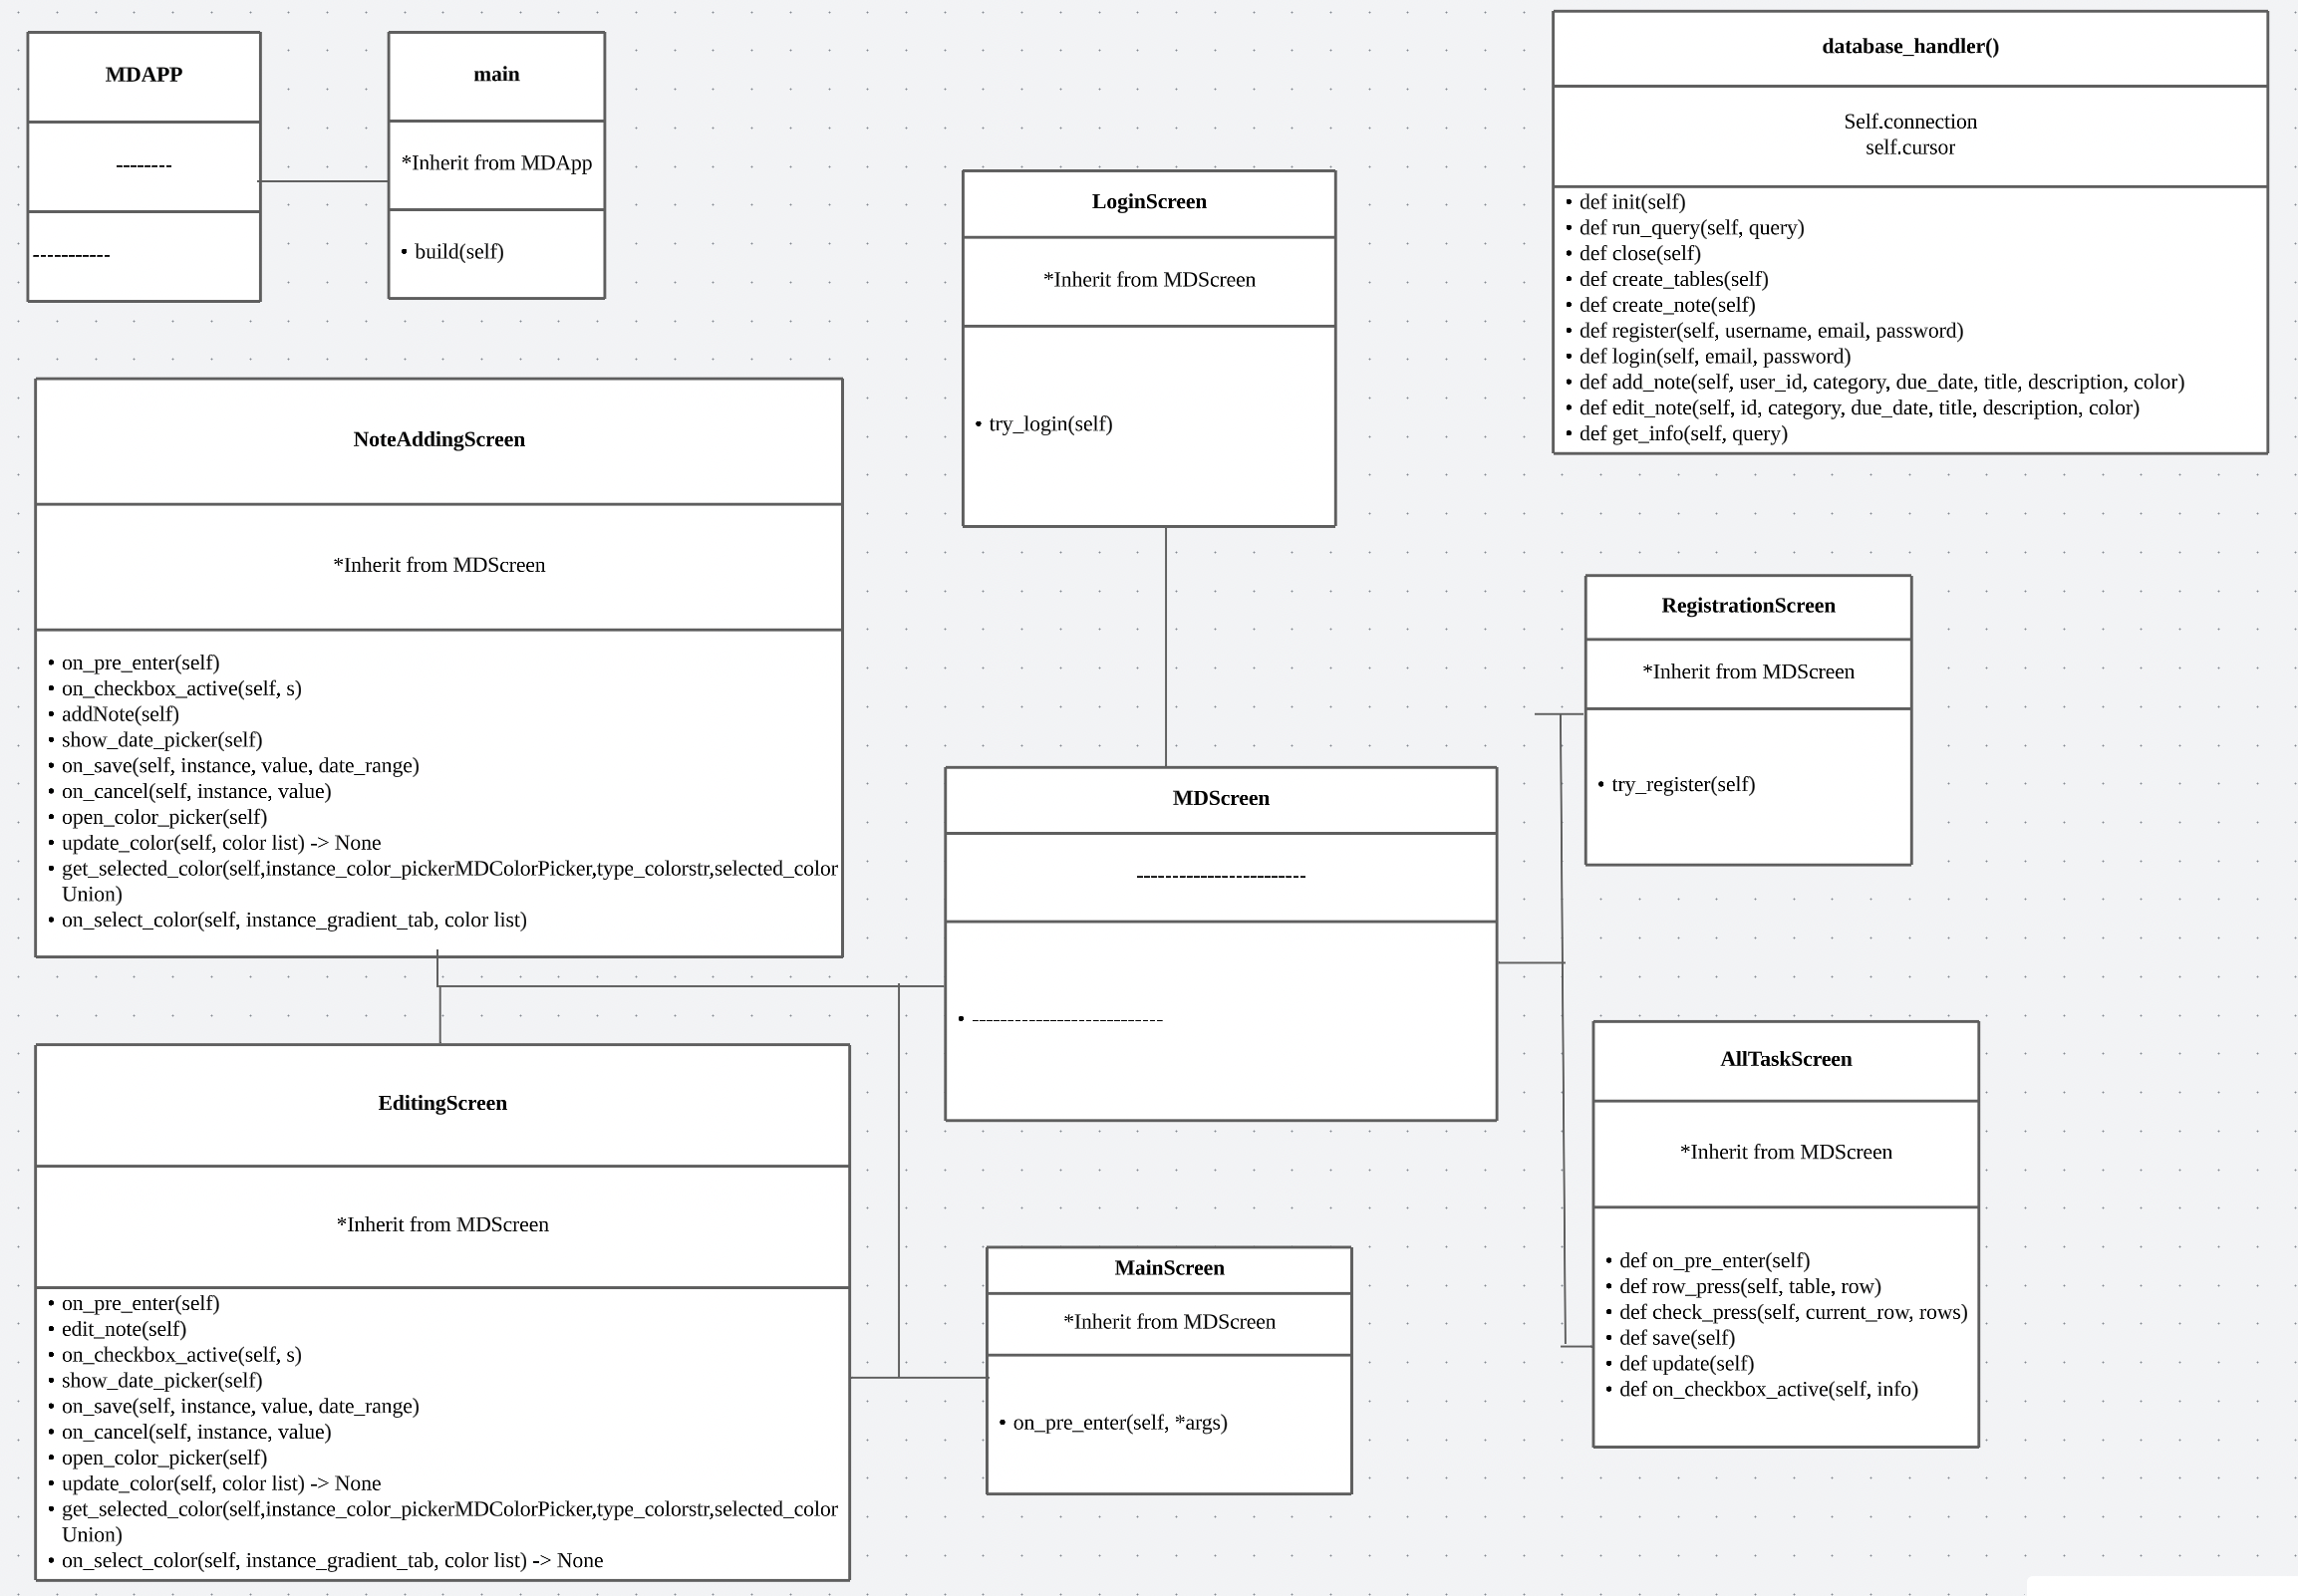 MDAPP
--------
-----------
main
*Inherit from MDApp
• build(self)
database_handler()
Self.connection
self.cursor
• def init(self)
• def run_query(self, query)
• def close(self)
• def create_tables(self)
• def create_note(self)
• def register(self, username, email, password)
• def login(self, email, password)
• def add_note(self, user_id, category, due_date, title, description, color)
• def edit_note(self, id, category, due_date, title, description, color)
• def get_info(self, query)
LoginScreen
*Inherit from MDScreen
• try_login(self)
NoteAddingScreen
*Inherit from MDScreen
• on_pre_enter(self)
• on_checkbox_active(self, s)
• addNote(self)
• show_date_picker(self)
• on_save(self, instance, value, date_range)
• on_cancel(self, instance, value)
• open_color_picker(self)
• update_color(self, color list) -> None
• get_selected_color(self,instance_color_pickerMDColorPicker,type_colorstr,selected_color
Union)
• on_select_color(self, instance_gradient_tab, color list)
RegistrationScreen
*Inherit from MDScreen
• try_register(self)
MDScreen
------------------------
• ---------------------------
EditingScreen
*Inherit from MDScreen
• on_pre_enter(self)
• edit_note(self)
• on_checkbox_active(self, s)
• show_date_picker(self)
• on_save(self, instance, value, date_range)
• on_cancel(self, instance, value)
• open_color_picker(self)
• update_color(self, color list) -> None
• get_selected_color(self,instance_color_pickerMDColorPicker,type_colorstr,selected_color
Union)
• on_select_color(self, instance_gradient_tab, color list) -> None
MainScreen
*Inherit from MDScreen
• on_pre_enter(self, *args)
AllTaskScreen
*Inherit from MDScreen
• def on_pre_enter(self)
• def row_press(self, table, row)
• def check_press(self, current_row, rows)
• def save(self)
• def update(self)
• def on_checkbox_active(self, info)